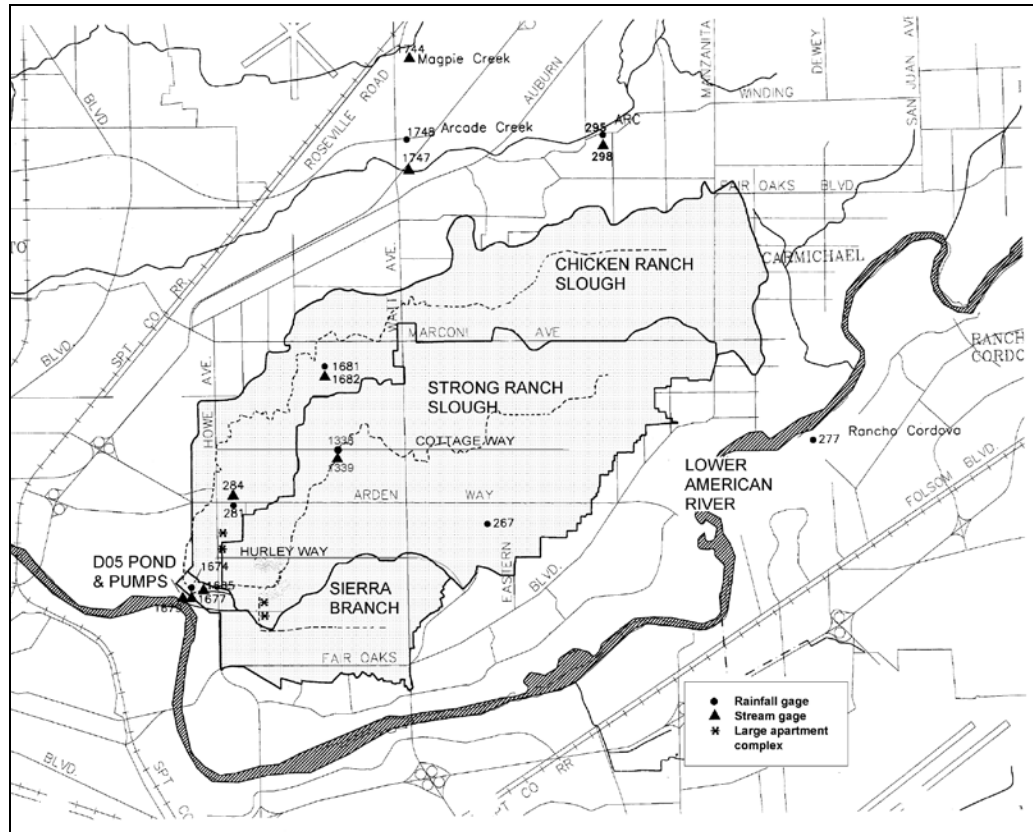 1744
Magpie Creek
MANZANITA
DEWEY
SAN JUAN AVE
AUBURN
WINDING
BLVD
ROSEVILLE ROAD
1748 Arcade Creek
295
ARC
298
1747
FAIR OAKS BLVD.
CARMICHAEL
CHICKEN RANCH
SLOUGH
WATT AVE.
MARCONI AVE
SPT CO RR
BLVD.
RANCH
CORDO
1681
1682
STRONG RANCH
SLOUGH
HOWE AVE.
COTTAGE WAY
1339
277 Rancho Cordova
LOWER
AMERICAN
RIVER
FOLSOM BLVD.
284
281
ARDEN WAY
267
HURLEY WAY
D05 POND
& PUMPS
1674
1677
SIERRA
BRANCH
EASTERN
BLVD.
FAIR OAKS
Rainfall gage
Stream gage
Large apartment
complex
BLVD.
SPT CO
PT CO RR